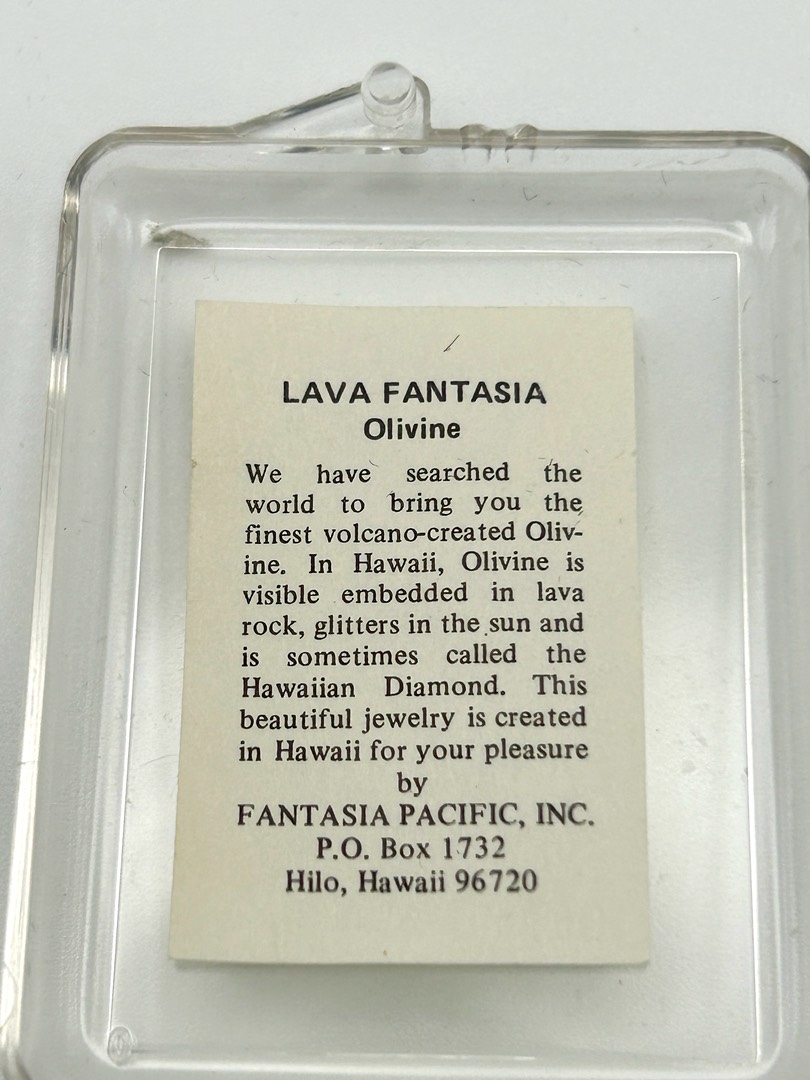 LAVA FANTASIA
Olivine
We have searched the
world to bring you the
finest volcano-created Oliv-
ine. In Hawaii, Olivine is
visible embedded in lava
rock, glitters in the sun and
is sometimes called the
Hawaiian Diamond. This
beautiful jewelry is created
in Hawaii for your pleasure
by
FANTASIA PACIFIC, INC.
P.O. Box 1732
Hilo, Hawaii 96720